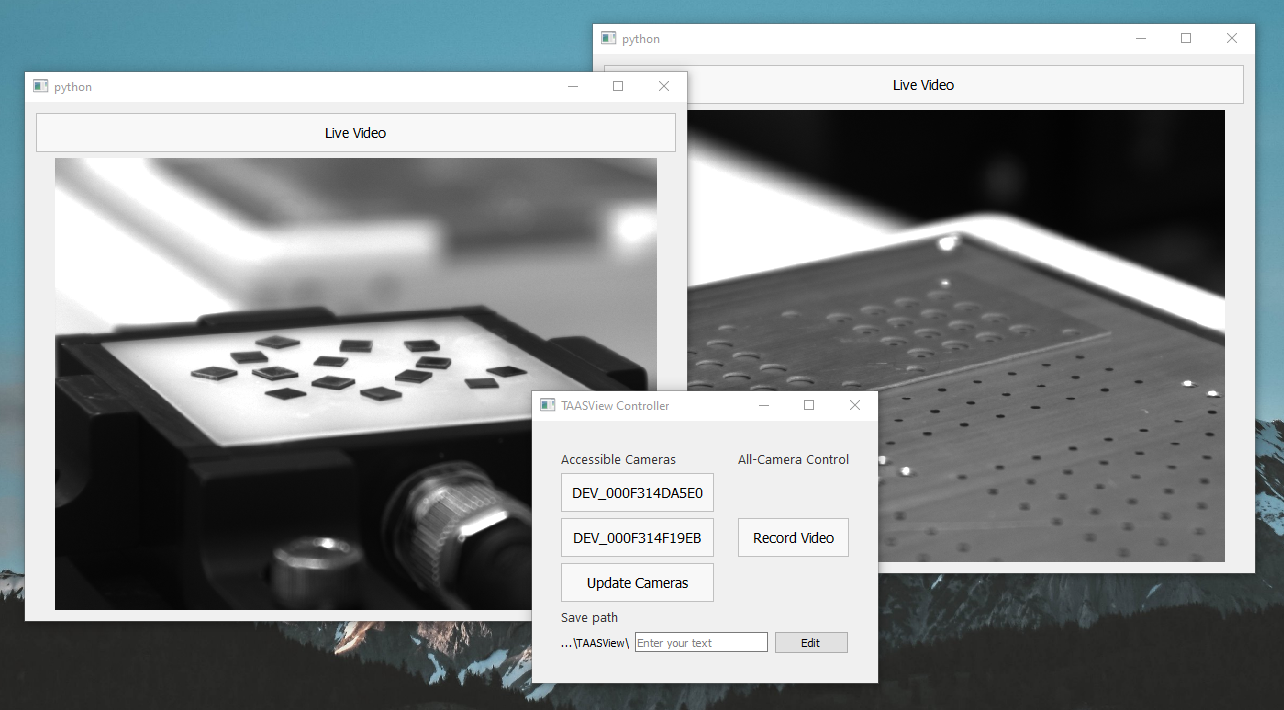 python
Live Video
python
Live Video
TAASView Controller
Accessible Cameras
All-Camera Control
DEV_000F314DA5E0
DEV_000F314F19EB
Record Video
Update Cameras
Save path
...\TAASView\ Enter your text Edit